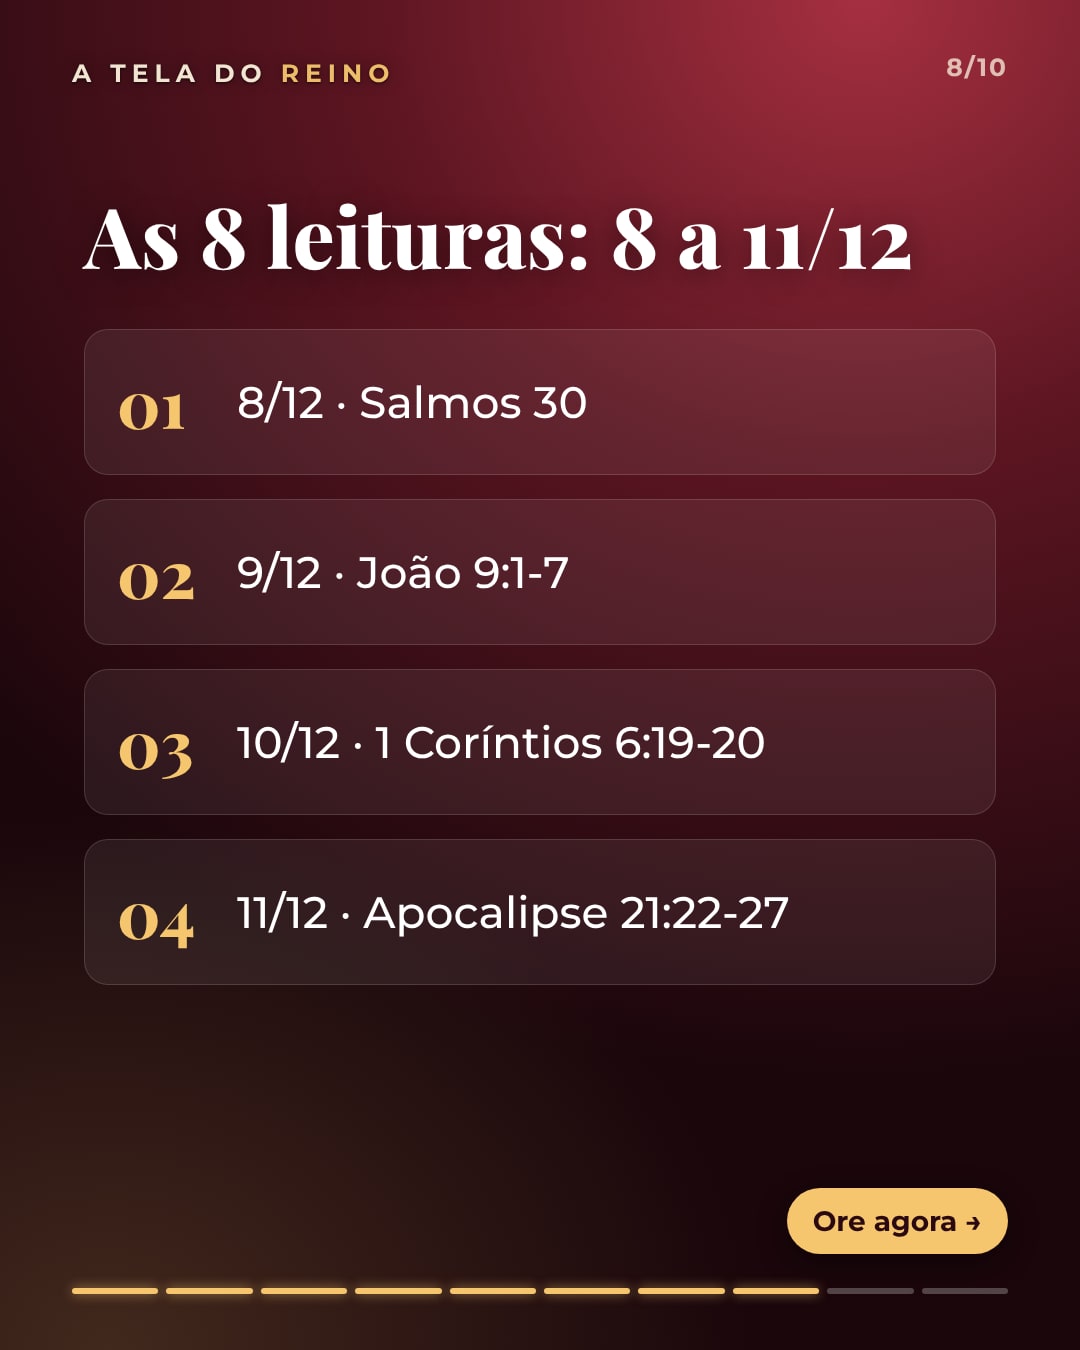 A TELA DO REINO
8/10
As 8 leituras: 8 a 11/12
01 8/12 · Salmos 30
02 9/12 · João 9:1-7
03 10/12 · 1 Coríntios 6:19-20
04 11/12 · Apocalipse 21:22-27
Ore agora →